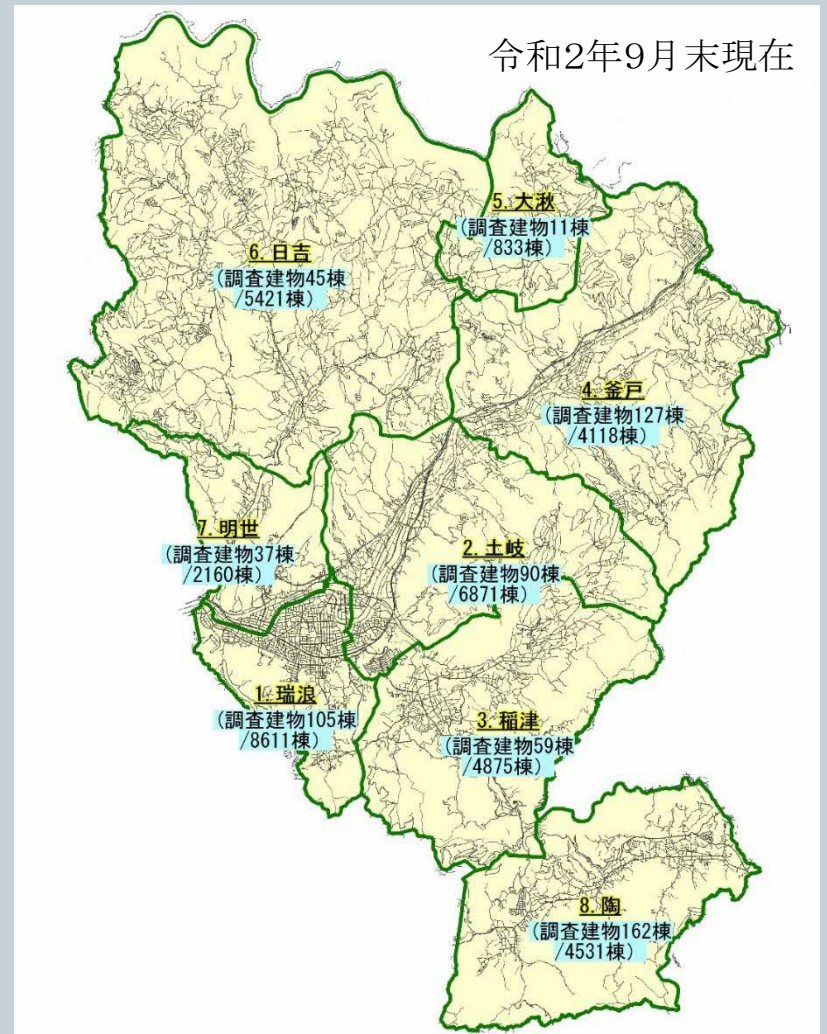 令和2年9月末現在
5. 大湫
(調査建物11棟
/833棟)
6. 日吉
(調査建物45棟
/5421棟)
4. 釜戸
(調査建物127棟
/4118棟)
7. 明世
(調査建物37棟
/2160棟)
2. 土岐
(調査建物90棟
/6871棟)
1. 瑞浪
(調査建物105棟
/8611棟)
3. 稲津
(調査建物59棟
/4875棟)
8. 陶
(調査建物162棟
/4531棟)